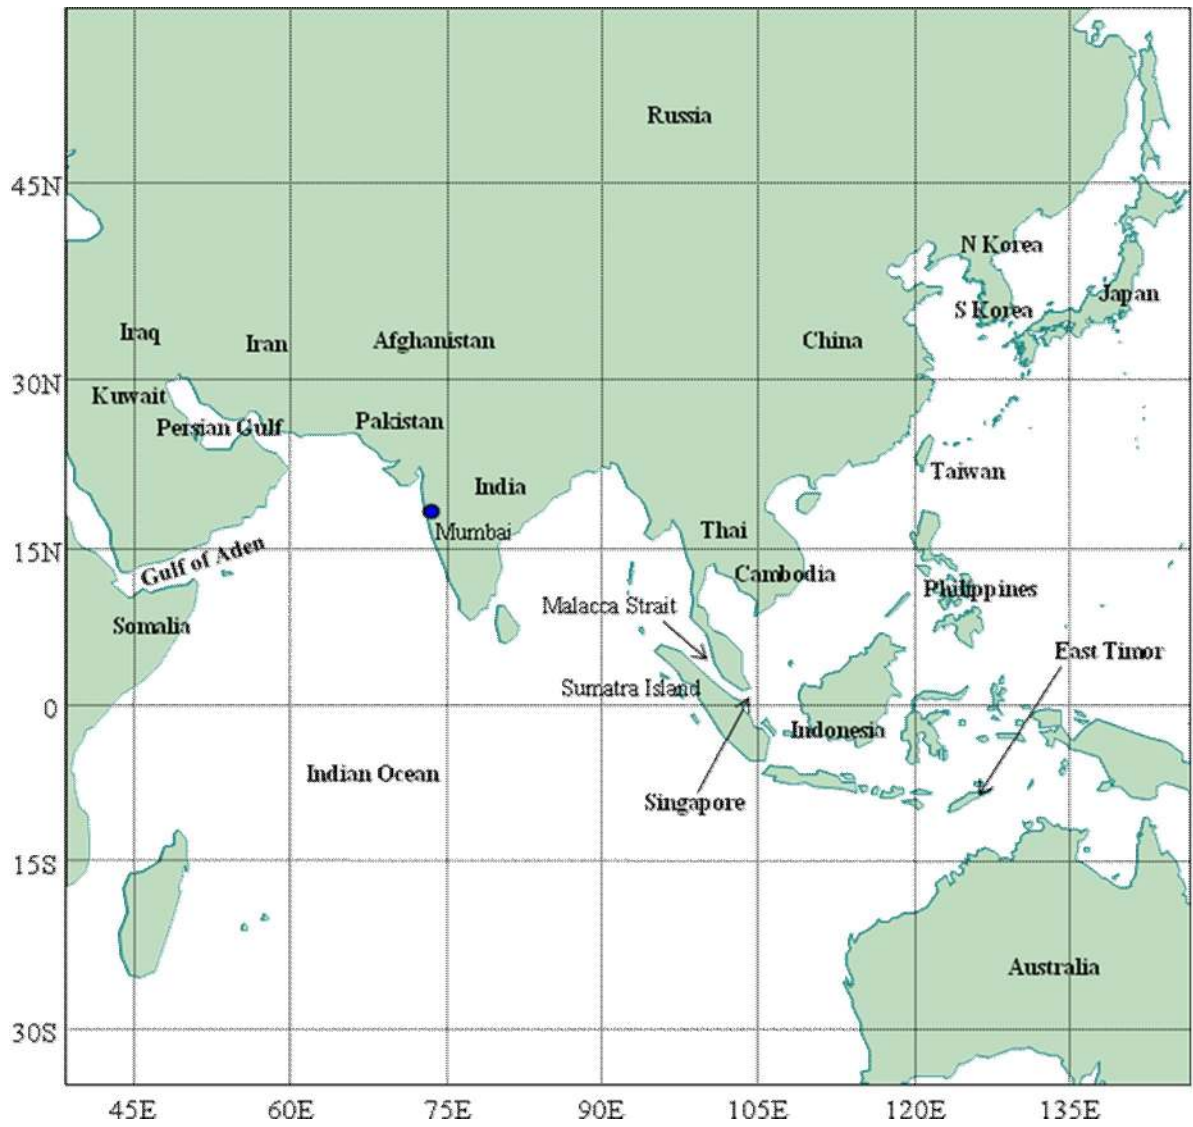 Russia
45N
N Korea
Japan
S Korea
Iraq
Iran
Afghanistan
China
30N
Kuwait
Persian Gulf
Pakistan
Taiwan
India
Mumbai
Thai
15N
Gulf of Aden
Cambodia
Philippines
Malacca Strait
Somalia
East Timor
Sumatra Island
0
Indonesia
Indian Ocean
Singapore
15S
Australia
30S
45E 60E 75E 90E 105E 120E 135E